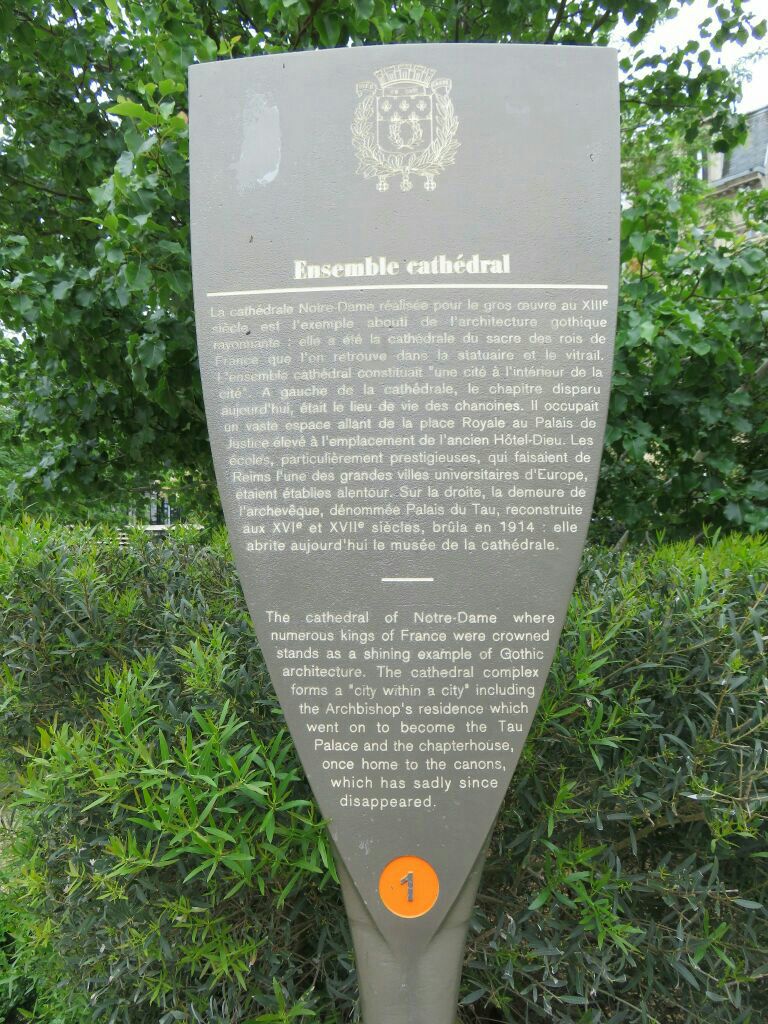 Ensemble cathédral
La cathédrale Notre-Dame réalisée pour le gros œuvre au XIIIe
siècle est l'exemple abouti de l'architecture gothique
rayonnante ; elle a été la cathédrale du sacre des rois de
France que l'on retrouve dans la statuaire et le vitrail.
L'ensemble cathédral constituait "une cité à l'intérieur de la
cité". A gauche de la cathédrale, le chapitre disparu
aujourd'hui, était le lieu de vie des chanoines. Il occupait
un vaste espace allant de la place Royale au Palais de
Justice élevé à l'emplacement de l'ancien Hôtel-Dieu. Les
écoles, particulièrement prestigieuses, qui faisaient de
Reims l'une des grandes villes universitaires d'Europe,
étaient établies alentour. Sur la droite, la demeure de
l'archevêque, dénommée Palais du Tau, reconstruite
aux XVIe et XVIIe siècles, brûla en 1914 : elle
abrite aujourd'hui le musée de la cathédrale.
The cathedral of Notre-Dame where
numerous kings of France were crowned
stands as a shining example of Gothic
architecture. The cathedral complex
forms a "city within a city" including
the Archbishop's residence which
went on to become the Tau
Palace and the chapterhouse,
once home to the canons,
which has sadly since
disappeared.
1